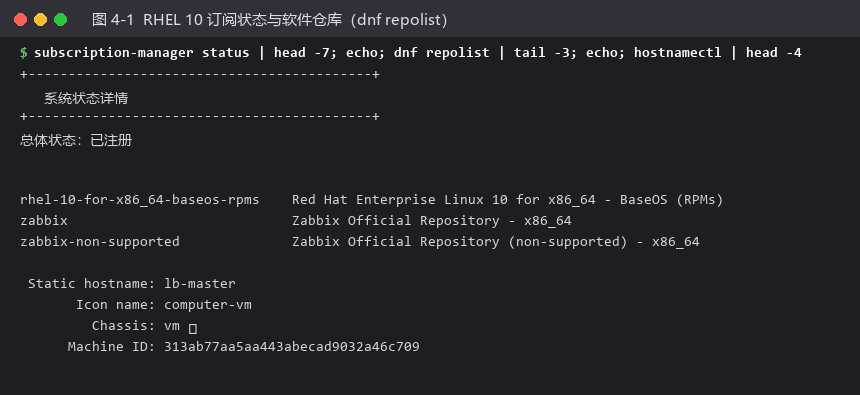 图 4-1 RHEL 10 订阅状态与软件仓库（dnf repolist）
$ subscription-manager status | head -7; echo; dnf repolist | tail -3; echo; hostnamectl | head -4
+-------------------------------------------+
系统状态详情
+-------------------------------------------+
总体状态：已注册
rhel-10-for-x86_64-baseos-rpms    Red Hat Enterprise Linux 10 for x86_64 - BaseOS (RPMs)
zabbix                            Zabbix Official Repository - x86_64
zabbix-non-supported              Zabbix Official Repository (non-supported) - x86_64
Static hostname: lb-master
Icon name: computer-vm
Chassis: vm
Machine ID: 313ab77aa5aa443abecad9032a46c709